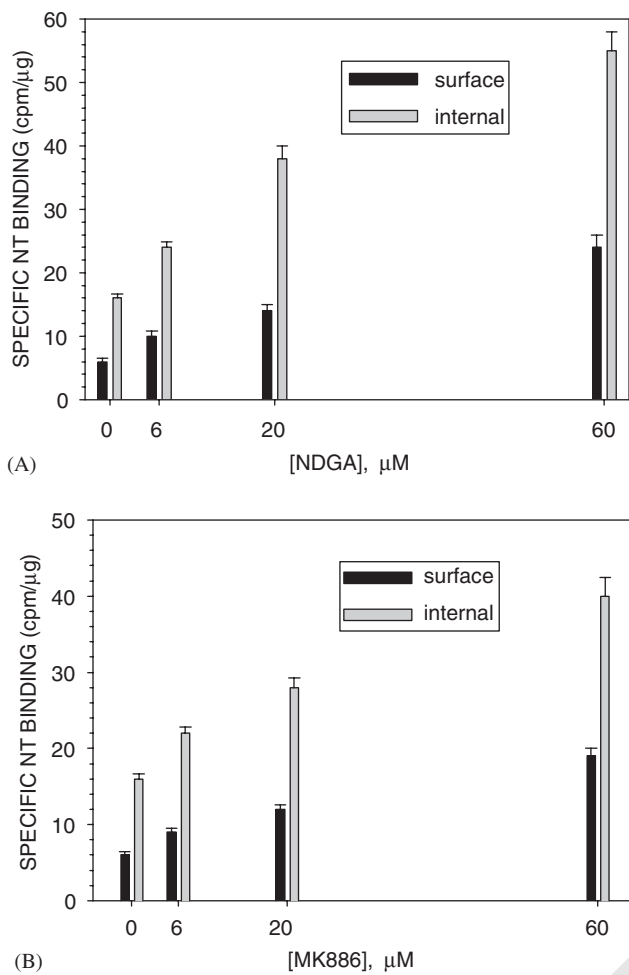 SPECIFIC NT BINDING (cpm/μg)
60
50
40
30
20
10
0
surface
internal
0 6 20 60
(A) [NDGA], μM
SPECIFIC NT BINDING (cpm/μg)
50
40
30
20
10
0
surface
internal
0 6 20 60
(B) [MK886], μM